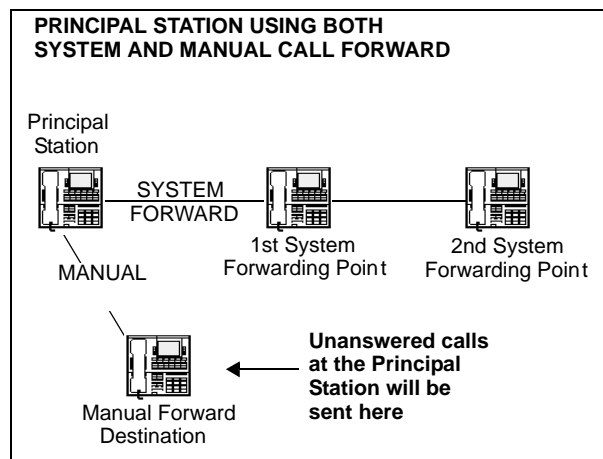 PRINCIPAL STATION USING BOTH
SYSTEM AND MANUAL CALL FORWARD
Principal
Station
SYSTEM
FORWARD
1st System
Forwarding Point
2nd System
Forwarding Point
MANUAL
Manual Forward
Destination
Unanswered calls
at the Principal
Station will be
sent here